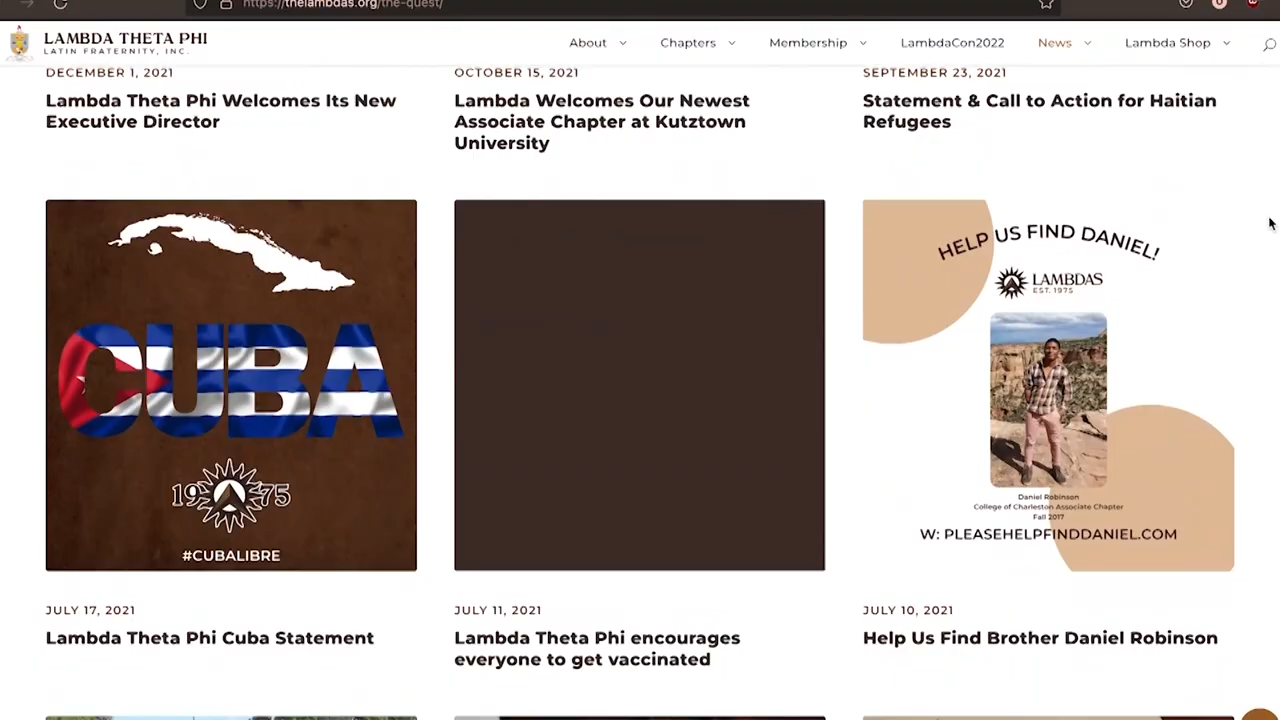 https://thelambdas.org/the-quest/
LAMBDA THETA PHI
LATIN FRATERNITY, INC.
About Chapters Membership LambdaCon2022 News Lambda Shop
DECEMBER 1, 2021
Lambda Theta Phi Welcomes Its New
Executive Director
OCTOBER 15, 2021
Lambda Welcomes Our Newest
Associate Chapter at Kutztown
University
SEPTEMBER 23, 2021
Statement & Call to Action for Haitian
Refugees
CUBA
1975
#CUBALIBRE
JULY 17, 2021
Lambda Theta Phi Cuba Statement
JULY 11, 2021
Lambda Theta Phi encourages
everyone to get vaccinated
HELP US FIND DANIEL!
LAMBDAS
EST. 1975
Daniel Robinson
College of Charleston Associate Chapter
Fall 2017
W: PLEASEHELPFINDDANIEL.COM
JULY 10, 2021
Help Us Find Brother Daniel Robinson